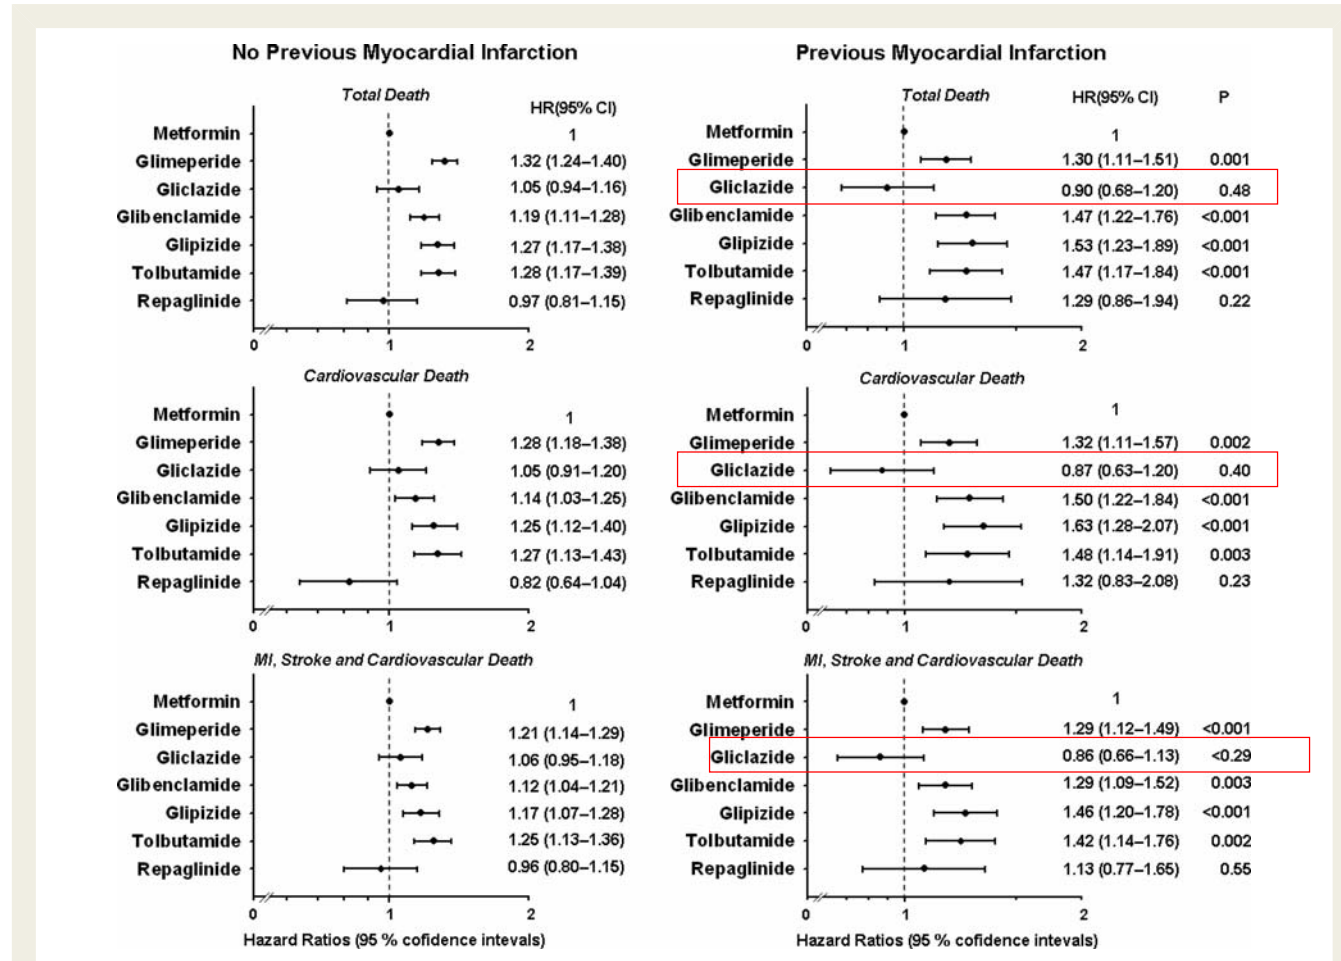 No Previous Myocardial Infarction
Total Death
HR(95% CI)
Metformin 1
Glimeperide 1.32 (1.24–1.40)
Gliclazide 1.05 (0.94–1.16)
Glibenclamide 1.19 (1.11–1.28)
Glipizide 1.27 (1.17–1.38)
Tolbutamide 1.28 (1.17–1.39)
Repaglinide 0.97 (0.81–1.15)
0 1 2
Cardiovascular Death
Metformin 1
Glimeperide 1.28 (1.18–1.38)
Gliclazide 1.05 (0.91–1.20)
Glibenclamide 1.14 (1.03–1.25)
Glipizide 1.25 (1.12–1.40)
Tolbutamide 1.27 (1.13–1.43)
Repaglinide 0.82 (0.64–1.04)
0 1 2
MI, Stroke and Cardiovascular Death
Metformin 1
Glimeperide 1.21 (1.14–1.29)
Gliclazide 1.06 (0.95–1.18)
Glibenclamide 1.12 (1.04–1.21)
Glipizide 1.17 (1.07–1.28)
Tolbutamide 1.25 (1.13–1.36)
Repaglinide 0.96 (0.80–1.15)
0 1 2
Hazard Ratios (95 % cofidence intevals)
Previous Myocardial Infarction
Total Death HR(95% CI) P
Metformin 1
Glimeperide 1.30 (1.11–1.51) 0.001
Gliclazide 0.90 (0.68–1.20) 0.48
Glibenclamide 1.47 (1.22–1.76) <0.001
Glipizide 1.53 (1.23–1.89) <0.001
Tolbutamide 1.47 (1.17–1.84) <0.001
Repaglinide 1.29 (0.86–1.94) 0.22
0 1 2
Cardiovascular Death
Metformin 1
Glimeperide 1.32 (1.11–1.57) 0.002
Gliclazide 0.87 (0.63–1.20) 0.40
Glibenclamide 1.50 (1.22–1.84) <0.001
Glipizide 1.63 (1.28–2.07) <0.001
Tolbutamide 1.48 (1.14–1.91) 0.003
Repaglinide 1.32 (0.83–2.08) 0.23
0 1 2
MI, Stroke and Cardiovascular Death
Metformin 1
Glimeperide 1.29 (1.12–1.49) <0.001
Gliclazide 0.86 (0.66–1.13) <0.29
Glibenclamide 1.29 (1.09–1.52) 0.003
Glipizide 1.46 (1.20–1.78) <0.001
Tolbutamide 1.42 (1.14–1.76) 0.002
Repaglinide 1.13 (0.77–1.65) 0.55
0 1 2
Hazard Ratios (95 % cofidence intevals)